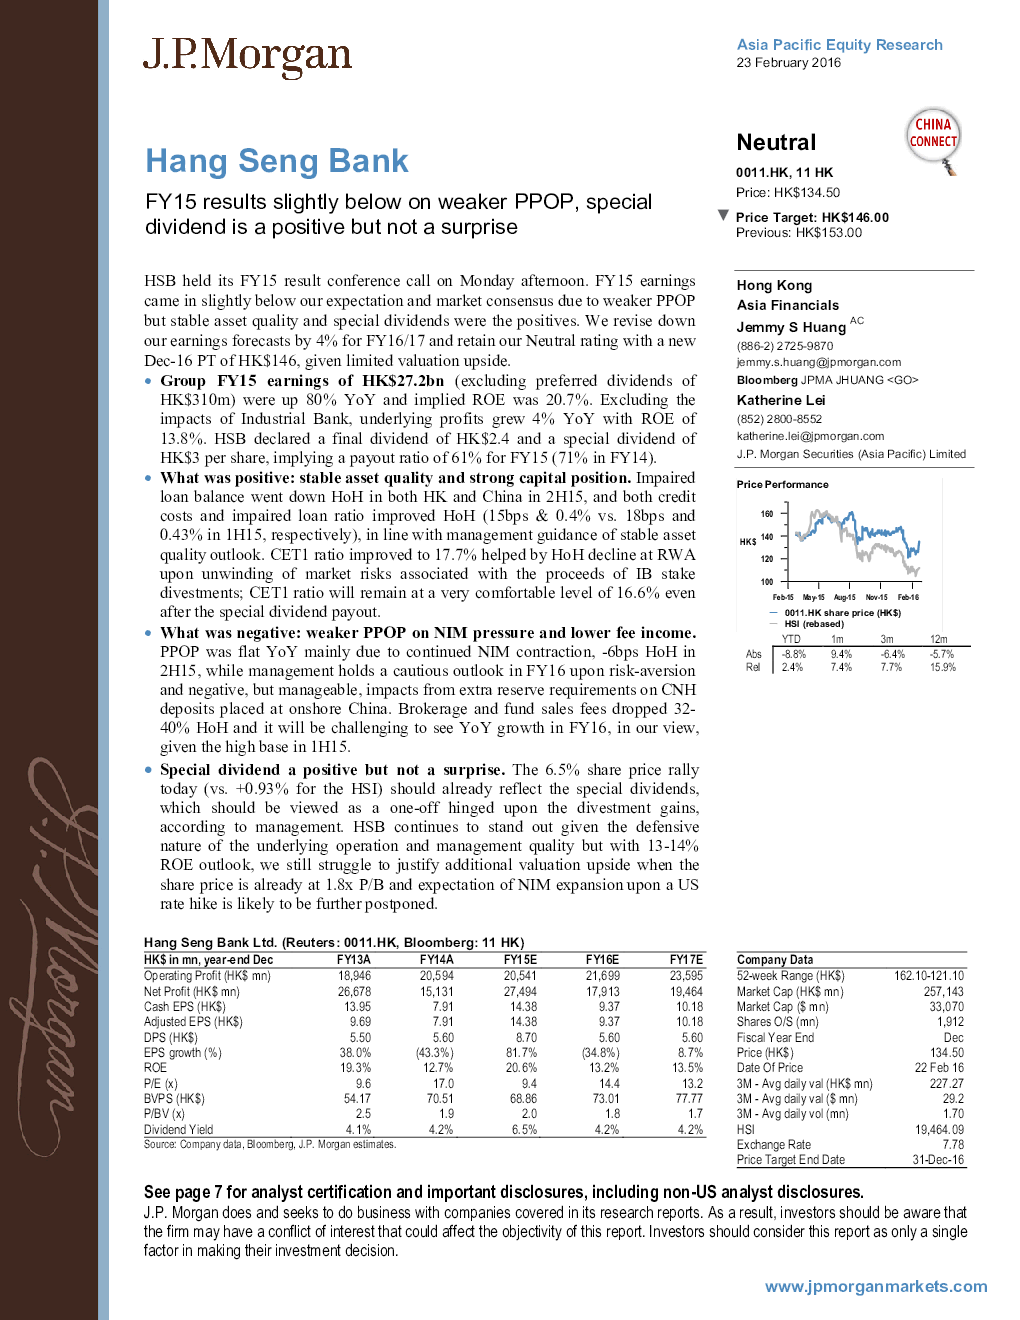 J.P.Morgan
Asia Pacific Equity Research
23 February 2016
Hang Seng Bank
FY15 results slightly below on weaker PPOP, special
dividend is a positive but not a surprise
Neutral
CHINA
CONNECT
0011.HK, 11 HK
Price: HK$134.50
▼ Price Target: HK$146.00
Previous: HK$153.00
HSB held its FY15 result conference call on Monday afternoon. FY15 earnings
came in slightly below our expectation and market consensus due to weaker PPOP
but stable asset quality and special dividends were the positives. We revise down
our earnings forecasts by 4% for FY16/17 and retain our Neutral rating with a new
Dec-16 PT of HK$146, given limited valuation upside.
• Group FY15 earnings of HK$27.2bn (excluding preferred dividends of
HK$310m) were up 80% YoY and implied ROE was 20.7%. Excluding the
impacts of Industrial Bank, underlying profits grew 4% YoY with ROE of
13.8%. HSB declared a final dividend of HK$2.4 and a special dividend of
HK$3 per share, implying a payout ratio of 61% for FY15 (71% in FY14).
• What was positive: stable asset quality and strong capital position. Impaired
loan balance went down HoH in both HK and China in 2H15, and both credit
costs and impaired loan ratio improved HoH (15bps & 0.4% vs. 18bps and
0.43% in 1H15, respectively), in line with management guidance of stable asset
quality outlook. CET1 ratio improved to 17.7% helped by HoH decline at RWA
upon unwinding of market risks associated with the proceeds of IB stake
divestments; CET1 ratio will remain at a very comfortable level of 16.6% even
after the special dividend payout.
• What was negative: weaker PPOP on NIM pressure and lower fee income.
PPOP was flat YoY mainly due to continued NIM contraction, -6bps HoH in
2H15, while management holds a cautious outlook in FY16 upon risk-aversion
and negative, but manageable, impacts from extra reserve requirements on CNH
deposits placed at onshore China. Brokerage and fund sales fees dropped 32-
40% HoH and it will be challenging to see YoY growth in FY16, in our view,
given the high base in 1H15.
• Special dividend a positive but not a surprise. The 6.5% share price rally
today (vs. +0.93% for the HSI) should already reflect the special dividends,
which should be viewed as a one-off hinged upon the divestment gains,
according to management. HSB continues to stand out given the defensive
nature of the underlying operation and management quality but with 13-14%
ROE outlook, we still struggle to justify additional valuation upside when the
share price is already at 1.8x P/B and expectation of NIM expansion upon a US
rate hike is likely to be further postponed.
Hong Kong
Asia Financials
Jemmy S Huang AC
(886-2) 2725-9870
jemmy.s.huang@jpmorgan.com
Bloomberg JPMA JHUANG <GO>
Katherine Lei
(852) 2800-8552
katherine.lei@jpmorgan.com
J.P. Morgan Securities (Asia Pacific) Limited
Price Performance
160
HK$ 140
120
100
Feb-15 May-15 Aug-15 Nov-15 Feb-16
0011.HK share price (HK$)
HSI (rebased)
YTD 1m 3m 12m
Abs -8.8% 9.4% -6.4% -5.7%
Rel 2.4% 7.4% 7.7% 15.9%
Hang Seng Bank Ltd. (Reuters: 0011.HK, Bloomberg: 11 HK)
HK$ in mn, year-end Dec FY13A FY14A FY15E FY16E FY17E
Operating Profit (HK$ mn) 18,946 20,594 20,541 21,699 23,595
Net Profit (HK$ mn) 26,678 15,131 27,494 17,913 19,464
Cash EPS (HK$) 13.95 7.91 14.38 9.37 10.18
Adjusted EPS (HK$) 9.69 7.91 14.38 9.37 10.18
DPS (HK$) 5.50 5.60 8.70 5.60 5.60
EPS growth (%) 38.0% (43.3%) 81.7% (34.8%) 8.7%
ROE 19.3% 12.7% 20.6% 13.2% 13.5%
P/E (x) 9.6 17.0 9.4 14.4 13.2
BVPS (HK$) 54.17 70.51 68.86 73.01 77.77
P/BV (x) 2.5 1.9 2.0 1.8 1.7
Dividend Yield 4.1% 4.2% 6.5% 4.2% 4.2%
Source: Company data, Bloomberg, J.P. Morgan estimates.
Company Data
52-week Range (HK$) 162.10-121.10
Market Cap (HK$ mn) 257,143
Market Cap ($ mn) 33,070
Shares O/S (mn) 1,912
Fiscal Year End Dec
Price (HK$) 134.50
Date Of Price 22 Feb 16
3M - Avg daily val (HK$ mn) 227.27
3M - Avg daily val ($ mn) 29.2
3M - Avg daily vol (mn) 1.70
HSI 19,464.09
Exchange Rate 7.78
Price Target End Date 31-Dec-16
See page 7 for analyst certification and important disclosures, including non-US analyst disclosures.
J.P. Morgan does and seeks to do business with companies covered in its research reports. As a result, investors should be aware that
the firm may have a conflict of interest that could affect the objectivity of this report. Investors should consider this report as only a single
factor in making their investment decision.
www.jpmorganmarkets.com
J.P.Morgan